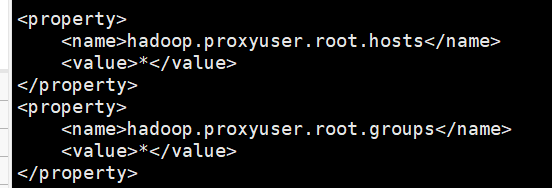 <property>
    <name>hadoop.proxyuser.root.hosts</name>
    <value>*</value>
</property>
<property>
    <name>hadoop.proxyuser.root.groups</name>
    <value>*</value>
</property>